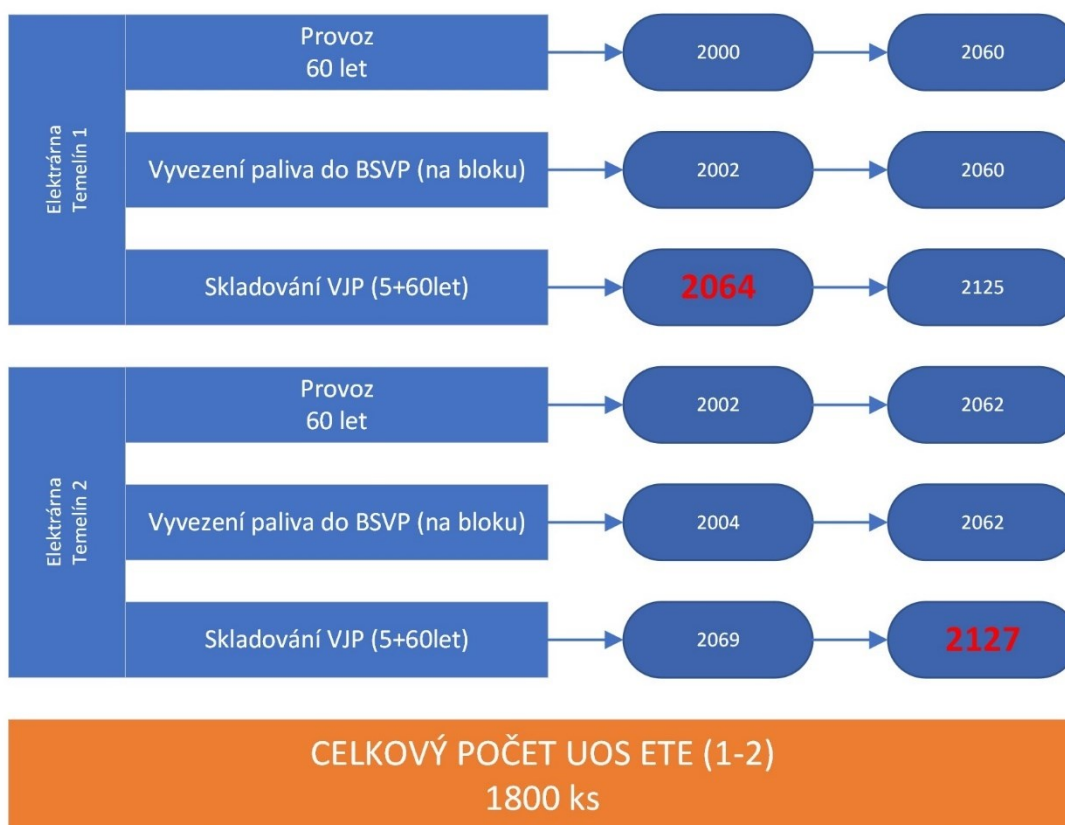 Elektrárna
Temelín 1
Provoz
60 let
2000
2060
Vyvezení paliva do BSVP (na bloku)
2002
2060
Skladování VJP (5+60let)
2064
2125
Elektrárna
Temelín 2
Provoz
60 let
2002
2062
Vyvezení paliva do BSVP (na bloku)
2004
2062
Skladování VJP (5+60let)
2069
2127
CELKOVÝ POČET UOS ETE (1-2)
1800 ks